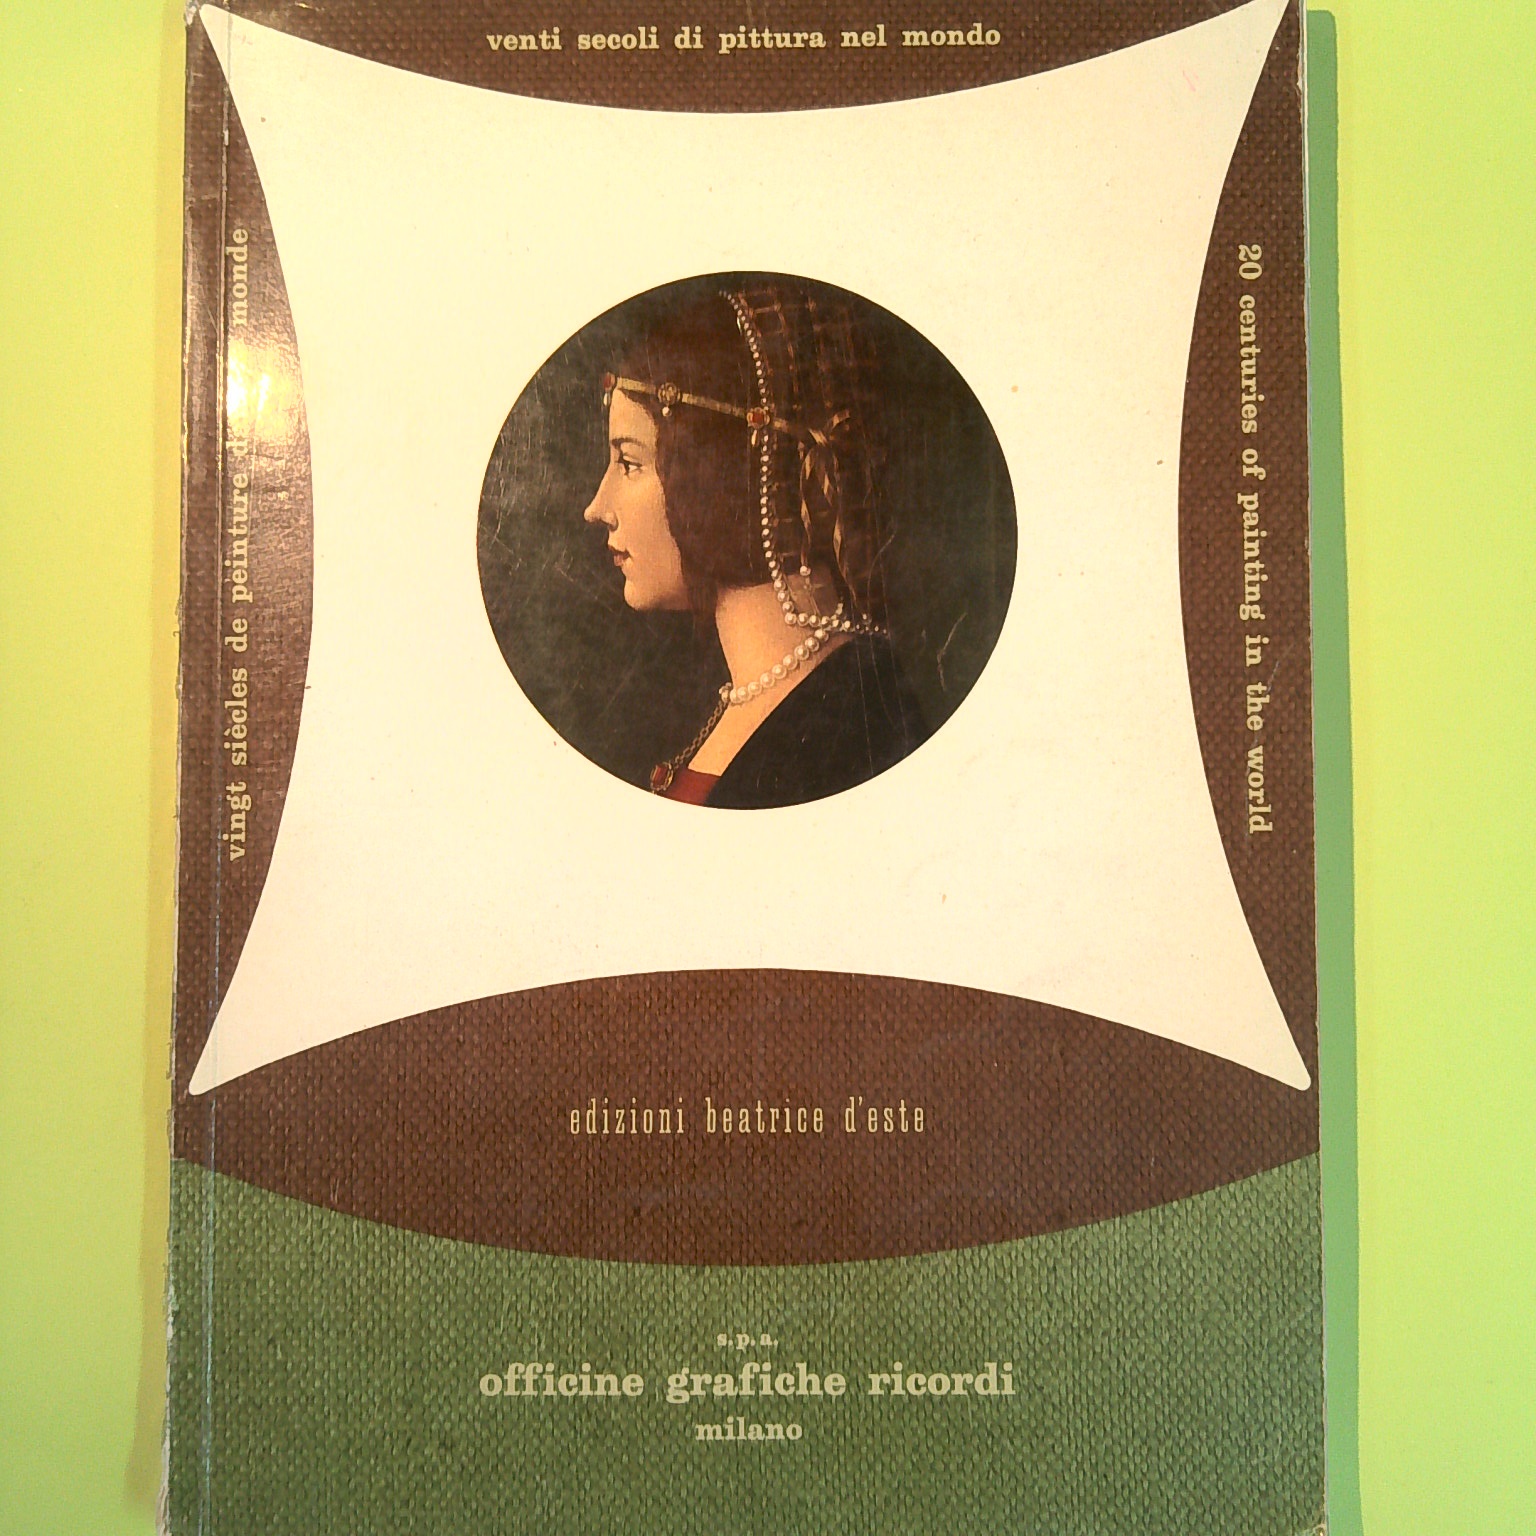 venti secoli di pittura nel mondo
vingt siècles de peinture monde
20 centuries of painting in the world
edizioni beatrice d'este
s.p.a.
officine grafiche ricordi
milano